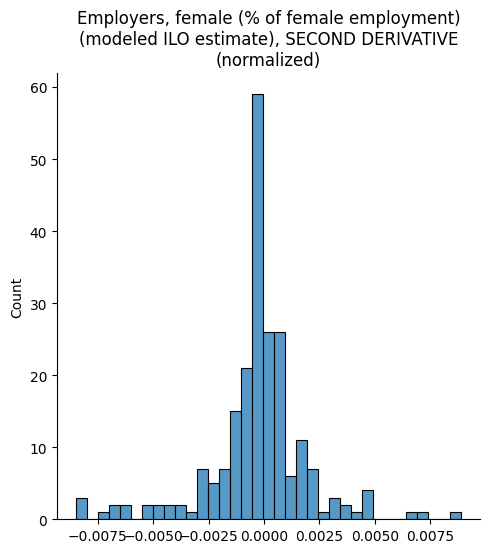 Employers, female (% of female employment)
(modeled ILO estimate), SECOND DERIVATIVE
(normalized)
60
50
40
30
20
10
0
Count
−0.0075 −0.0050 −0.0025 0.0000 0.0025 0.0050 0.0075